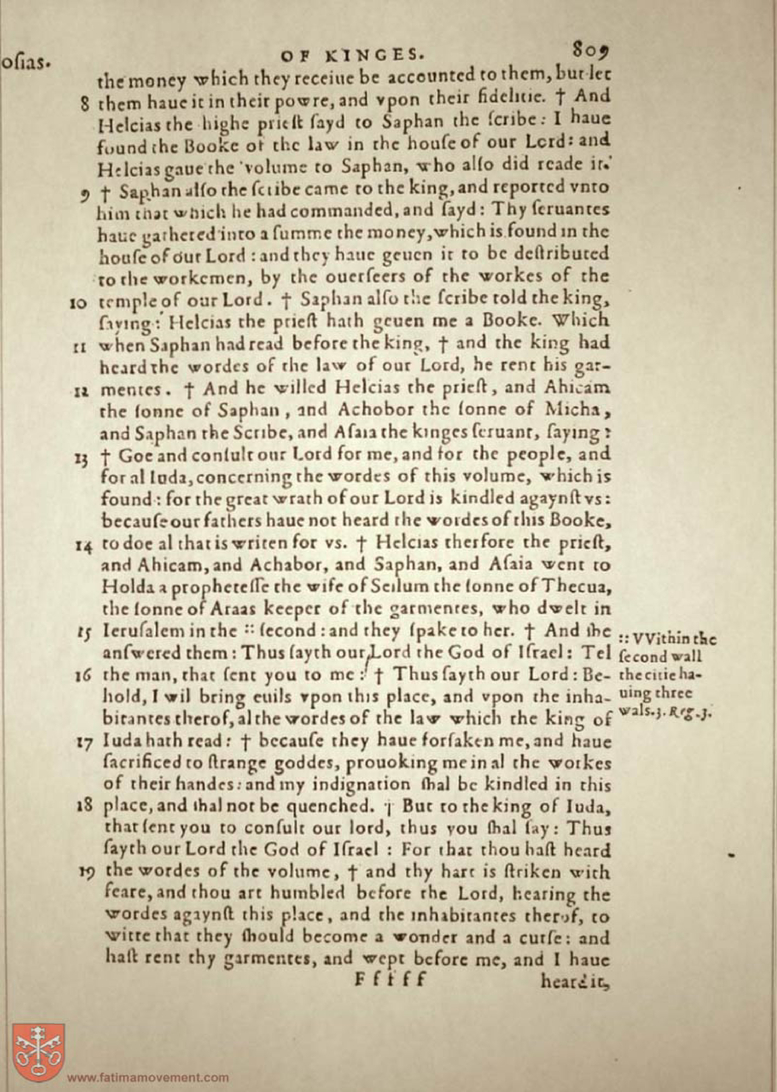 oſias.
OF KINGES.
809
the money which they receiue be accounted to them, but let
8 them haue it in their powre, and vpon their fidelitie. † And
Helcias the highe prieſt ſayd to Saphan the ſcribe: I haue
found the Booke of the law in the houſe of our Lord: and
Helcias gaue the volume to Saphan, who alſo did reade it.
9 † Saphan alſo the ſcribe came to the king, and reported vnto
him that which he had commanded, and ſayd: Thy ſeruantes
haue gathered into a ſumme the money, which is found in the
houſe of our Lord: and they haue geuen it to be deſtributed
to the workemen, by the ouerſeers of the workes of the
10 temple of our Lord. † Saphan alſo the ſcribe told the king,
ſaying: Helcias the prieſt hath geuen me a Booke. Which
11 when Saphan had read before the king, † and the king had
heard the wordes of the law of our Lord, he rent his gar-
12 mentes. † And he willed Helcias the prieſt, and Ahicam
the ſonne of Saphan, and Achobor the ſonne of Micha,
and Saphan the Scribe, and Aſaia the kinges ſeruant, ſaying:
13 † Goe and conſult our Lord for me, and for the people, and
for al Iuda, concerning the wordes of this volume, which is
found: for the great wrath of our Lord is kindled agaynſt vs:
becauſe our fathers haue not heard the wordes of this Booke,
14 to doe al that is writen for vs. † Helcias therfore the prieſt,
and Ahicam, and Achabor, and Saphan, and Aſaia went to
Holda a propheteſſe the wife of Sellum the ſonne of Thecua,
the ſonne of Araas keeper of the garmentes, who dwelt in
15 Ieruſalem in the :: ſecond: and they ſpake to her. † And ſhe
anſwered them: Thus ſayth our Lord the God of Iſrael: Tel
16 the man, that ſent you to me: † Thus ſayth our Lord: Be-
hold, I wil bring euils vpon this place, and vpon the inha-
bitantes therof, al the wordes of the law which the king of
17 Iuda hath read: † becauſe they haue forſaken me, and haue
ſacrificed to ſtrange goddes, prouoking me in al the workes
of their handes: and my indignation ſhal be kindled in this
18 place, and ſhal not be quenched. † But to the king of Iuda,
that ſent you to conſult our lord, thus you ſhal ſay: Thus
ſayth our Lord the God of Iſrael: For that thou haſt heard
19 the wordes of the volume, † and thy hart is ſtriken with
feare, and thou art humbled before the Lord, hearing the
wordes agaynſt this place, and the inhabitantes therof, to
witte that they ſhould become a wonder and a curſe: and
haſt rent thy garmentes, and wept before me, and I haue
Fffff
heard it,
:: VVithin the
ſecond wall
the citie ha-
uing three
wals. 3. Reg. 3.
www.fatimamovement.com